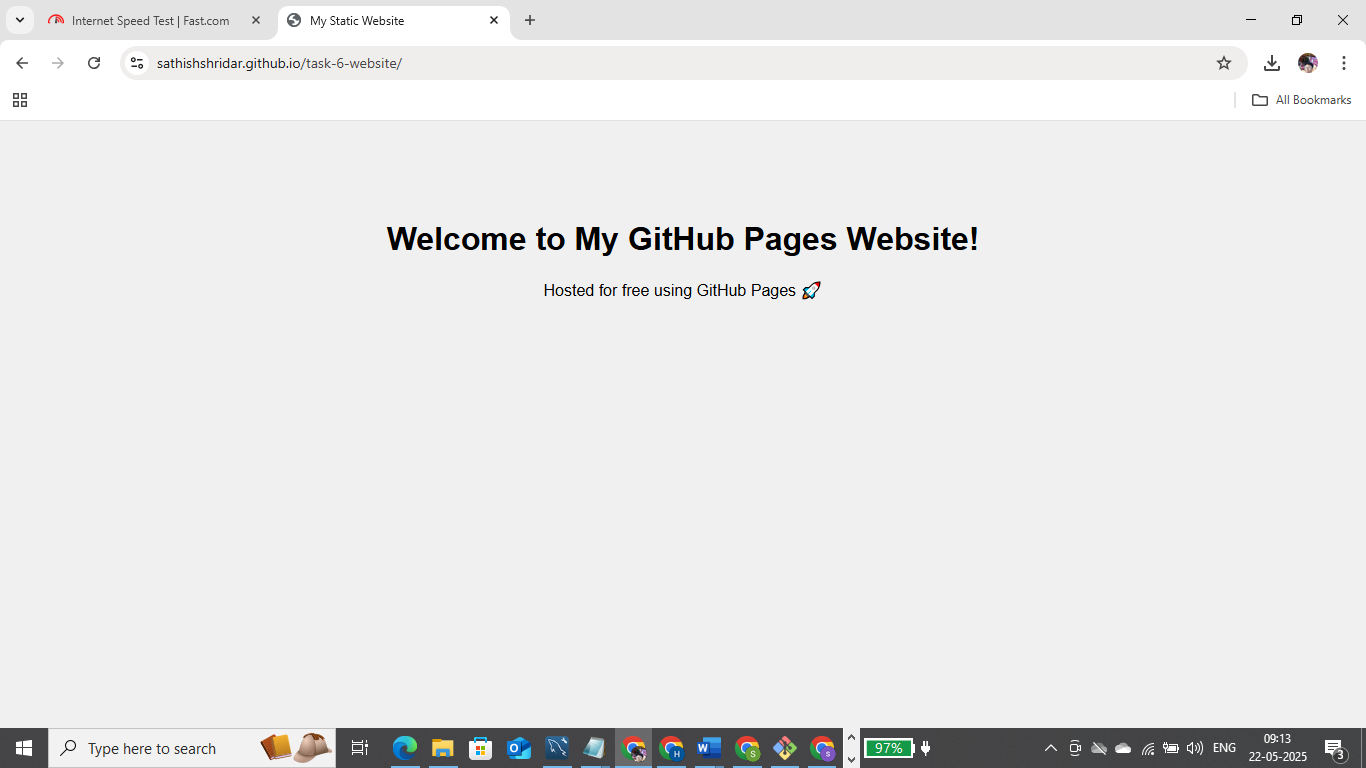 Internet Speed Test | Fast.com
My Static Website
sathishshridar.github.io/task-6-website/
All Bookmarks
Welcome to My GitHub Pages Website!
Hosted for free using GitHub Pages 🚀
Type here to search
H
W
S
S
97%
ENG
09:13
22-05-2025
3